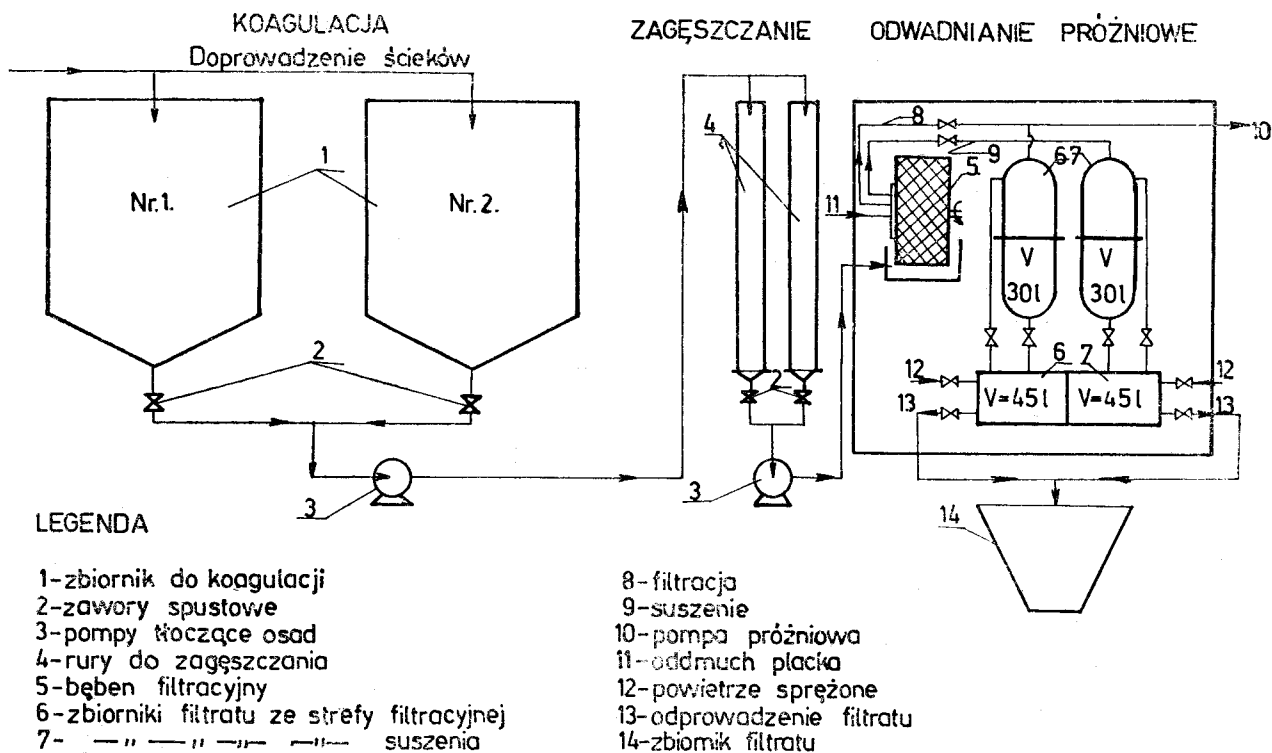 KOAGULACJA
Doprowadzenie ścieków
ZAGĘSZCZANIE
ODWADNIANIE PRÓŻNIOWE
8
10
4
1
9
6 7
5
Nr.1.
Nr.2.
11
V
30l
V
30l
2
2
6
7
12
12
V=45l
V=45l
13
13
3
3
14
LEGENDA
1-zbiornik do koagulacji
2-zawory spustowe
3-pompy tłoczące osad
4-rury do zagęszczania
5-bęben filtracyjny
6-zbiorniki filtratu ze strefy filtracyjnej
7- —〃—〃—〃—〃— suszenia
8-filtracja
9-suszenie
10-pompa próżniowa
11-oddmuch placka
12-powietrze sprężone
13-odprowadzenie filtratu
14-zbiornik filtratu